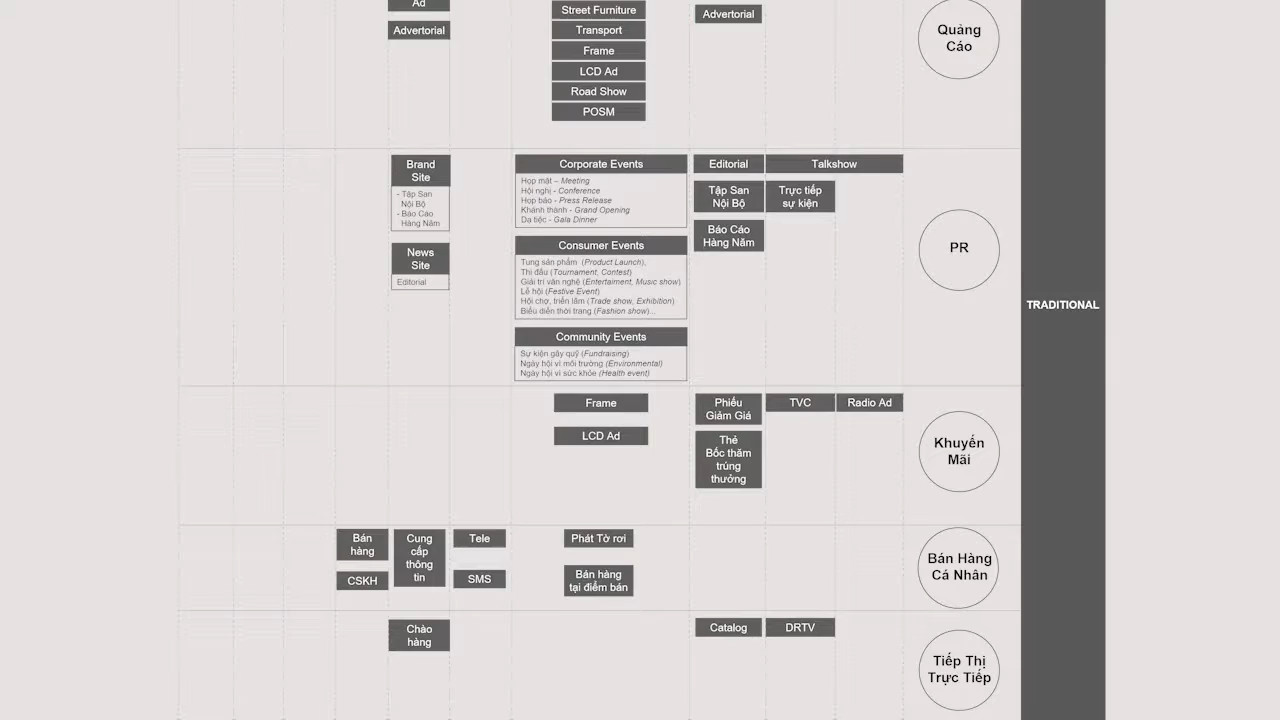 Ad
Advertorial
Street Furniture
Transport
Frame
LCD Ad
Road Show
POSM
Advertorial
Quảng
Cáo
Brand
Site
- Tập San
Nội Bộ
- Báo Cáo
Hàng Năm
News
Site
Editorial
Corporate Events
Họp mặt – Meeting
Hội nghị - Conference
Họp báo - Press Release
Khánh thành - Grand Opening
Dạ tiệc - Gala Dinner
Consumer Events
Tung sản phẩm (Product Launch),
Thi đấu (Tournament, Contest)
Giải trí văn nghệ (Entertaiment, Music show)
Lễ hội (Festive Event)
Hội chợ, triển lãm (Trade show, Exhibition)
Biểu diễn thời trang (Fashion show)...
Community Events
Sự kiện gây quỹ (Fundraising)
Ngày hội vì môi trường (Environmental)
Ngày hội vì sức khỏe (Health event)
Editorial
Talkshow
Tập San
Nội Bộ
Trực tiếp
sự kiện
Báo Cáo
Hàng Năm
PR
TRADITIONAL
Frame
LCD Ad
Phiếu
Giảm Giá
TVC
Radio Ad
Thẻ
Bốc thăm
trúng
thưởng
Khuyến
Mãi
Bán
hàng
CSKH
Cung
cấp
thông
tin
Tele
SMS
Phát Tờ rơi
Bán hàng
tại điểm bán
Bán Hàng
Cá Nhân
Chào
hàng
Catalog
DRTV
Tiếp Thị
Trực Tiếp